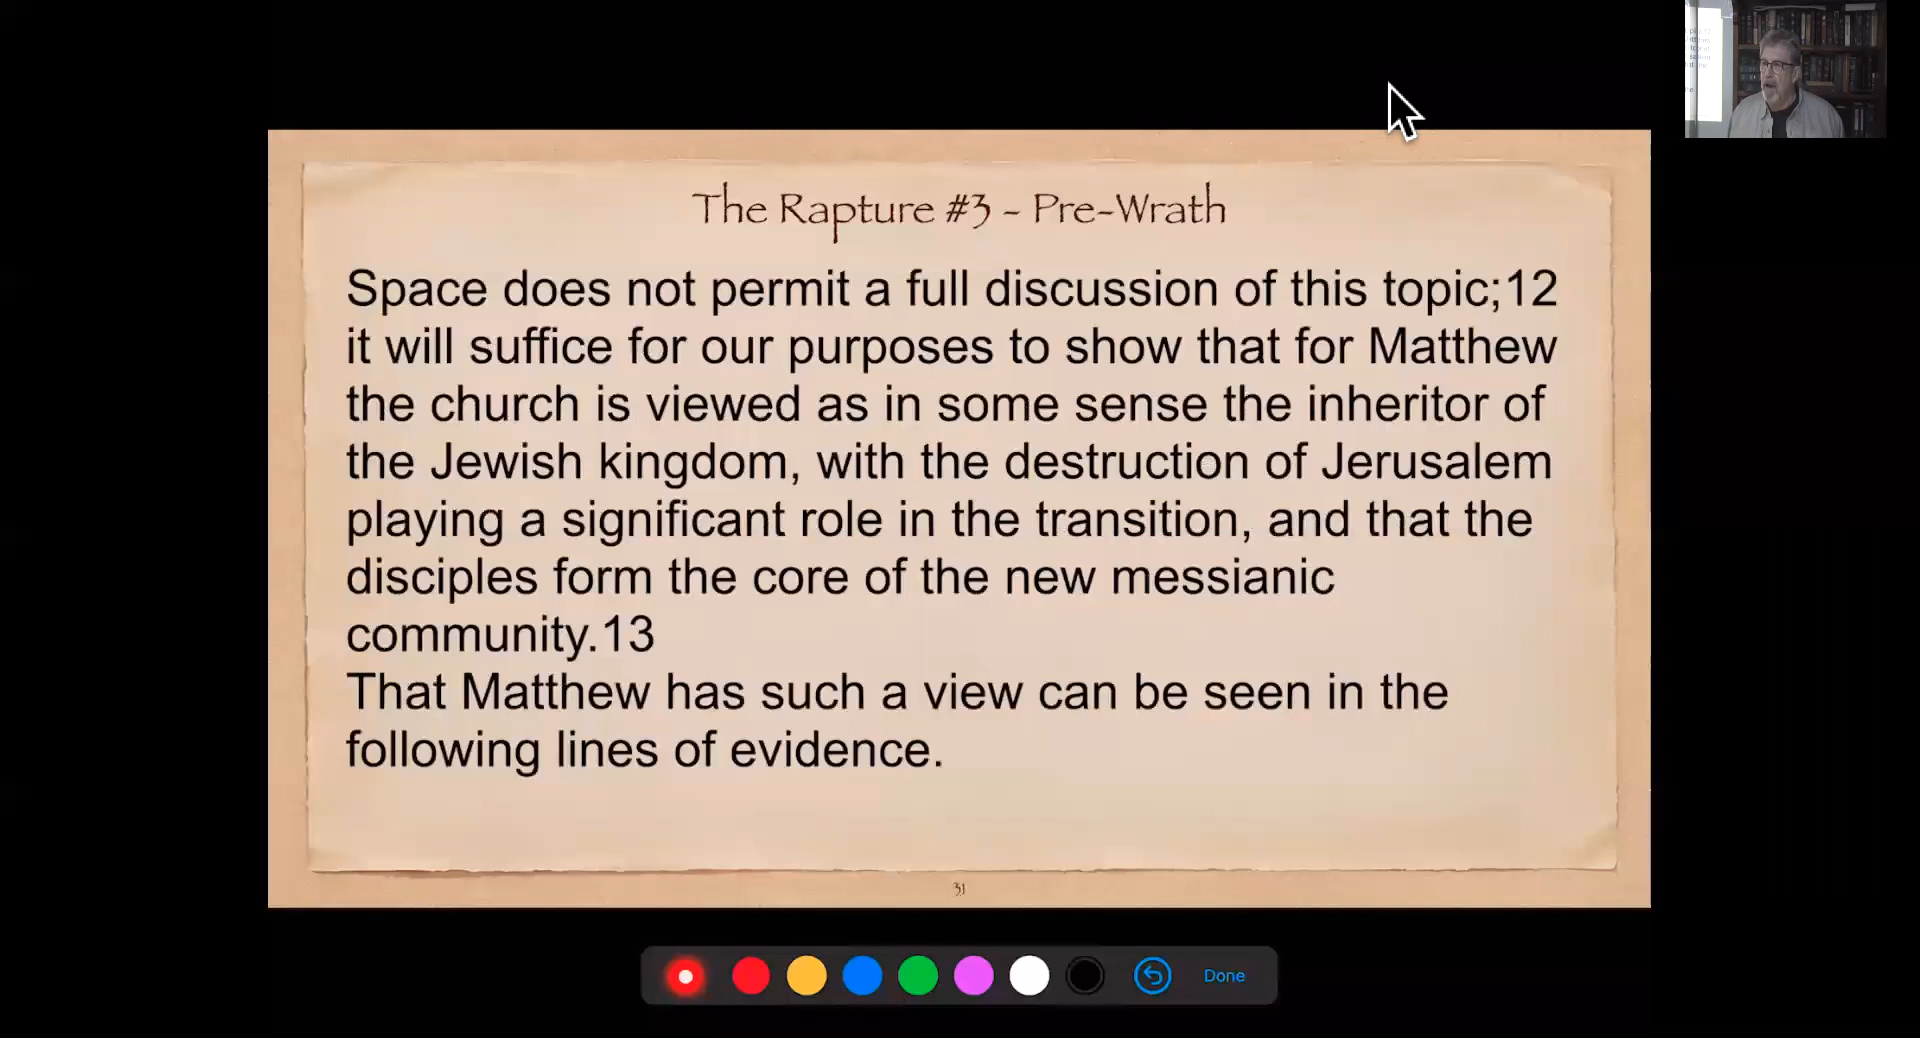 The Rapture #3 - Pre-Wrath
Space does not permit a full discussion of this topic;12
it will suffice for our purposes to show that for Matthew
the church is viewed as in some sense the inheritor of
the Jewish kingdom, with the destruction of Jerusalem
playing a significant role in the transition, and that the
disciples form the core of the new messianic
community.13
That Matthew has such a view can be seen in the
following lines of evidence.
31
Done